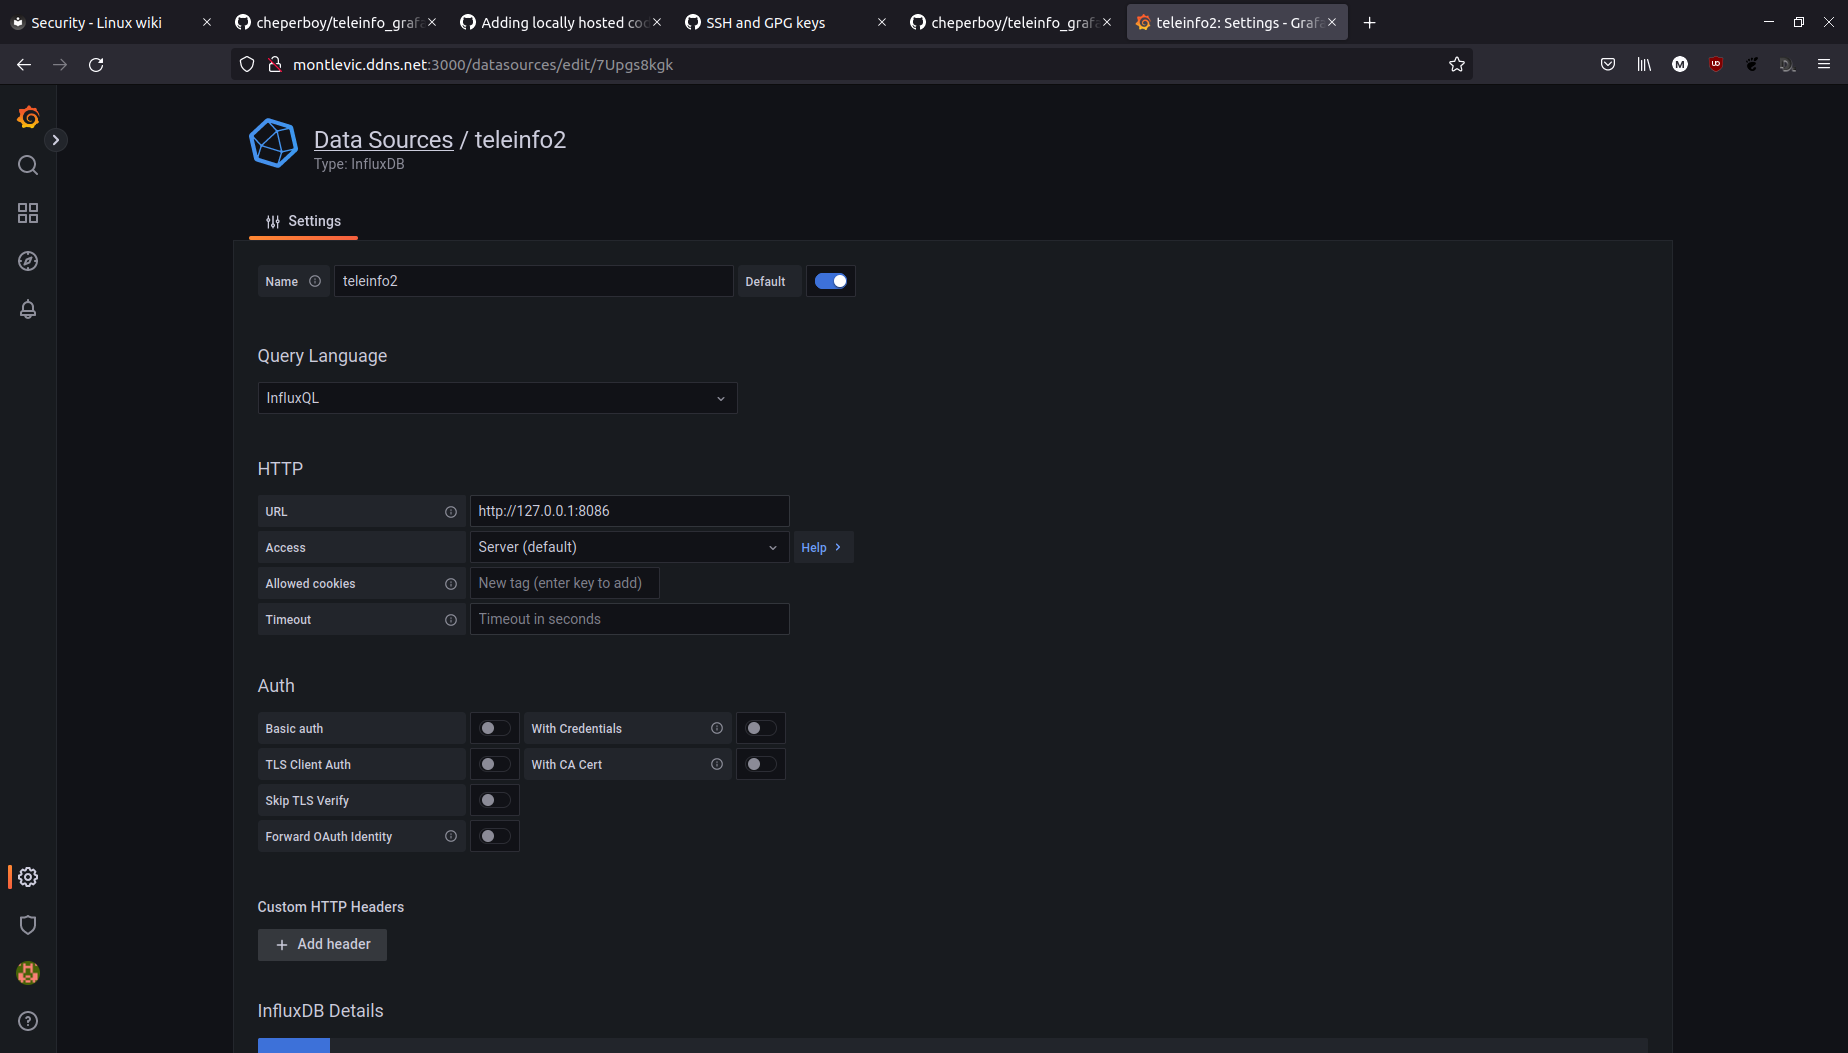 Security - Linux wiki
cheperboy/teleinfo_grafa
Adding locally hosted co
SSH and GPG keys
cheperboy/teleinfo_grafa
teleinfo2: Settings - Grafa
montlevic.ddns.net:3000/datasources/edit/7Upgs8kgk
Data Sources / teleinfo2
Type: InfluxDB
Settings
Name teleinfo2 Default
Query Language
InfluxQL
HTTP
URL http://127.0.0.1:8086
Access Server (default) Help
Allowed cookies New tag (enter key to add)
Timeout Timeout in seconds
Auth
Basic auth With Credentials
TLS Client Auth With CA Cert
Skip TLS Verify
Forward OAuth Identity
Custom HTTP Headers
+ Add header
InfluxDB Details